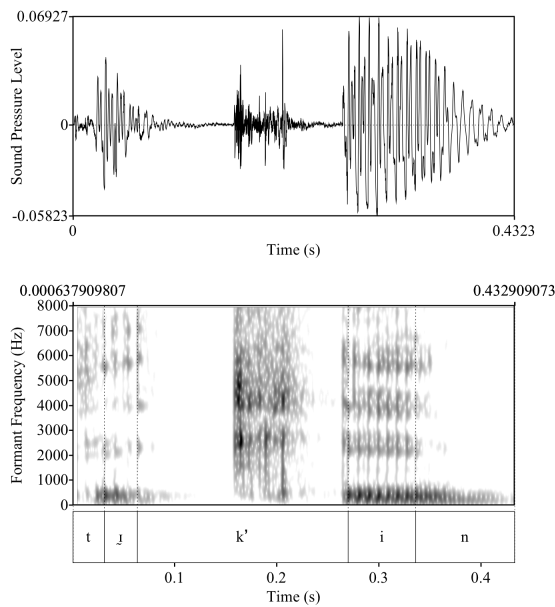 0.06927
Sound Pressure Level
0
-0.05823
0
0.4323
Time (s)
0.000637909807
0.432909073
8000
7000
6000
5000
4000
3000
2000
1000
0
Formant Frequency (Hz)
t ɪ̰ kʼ i n
0.1 0.2 0.3 0.4
Time (s)